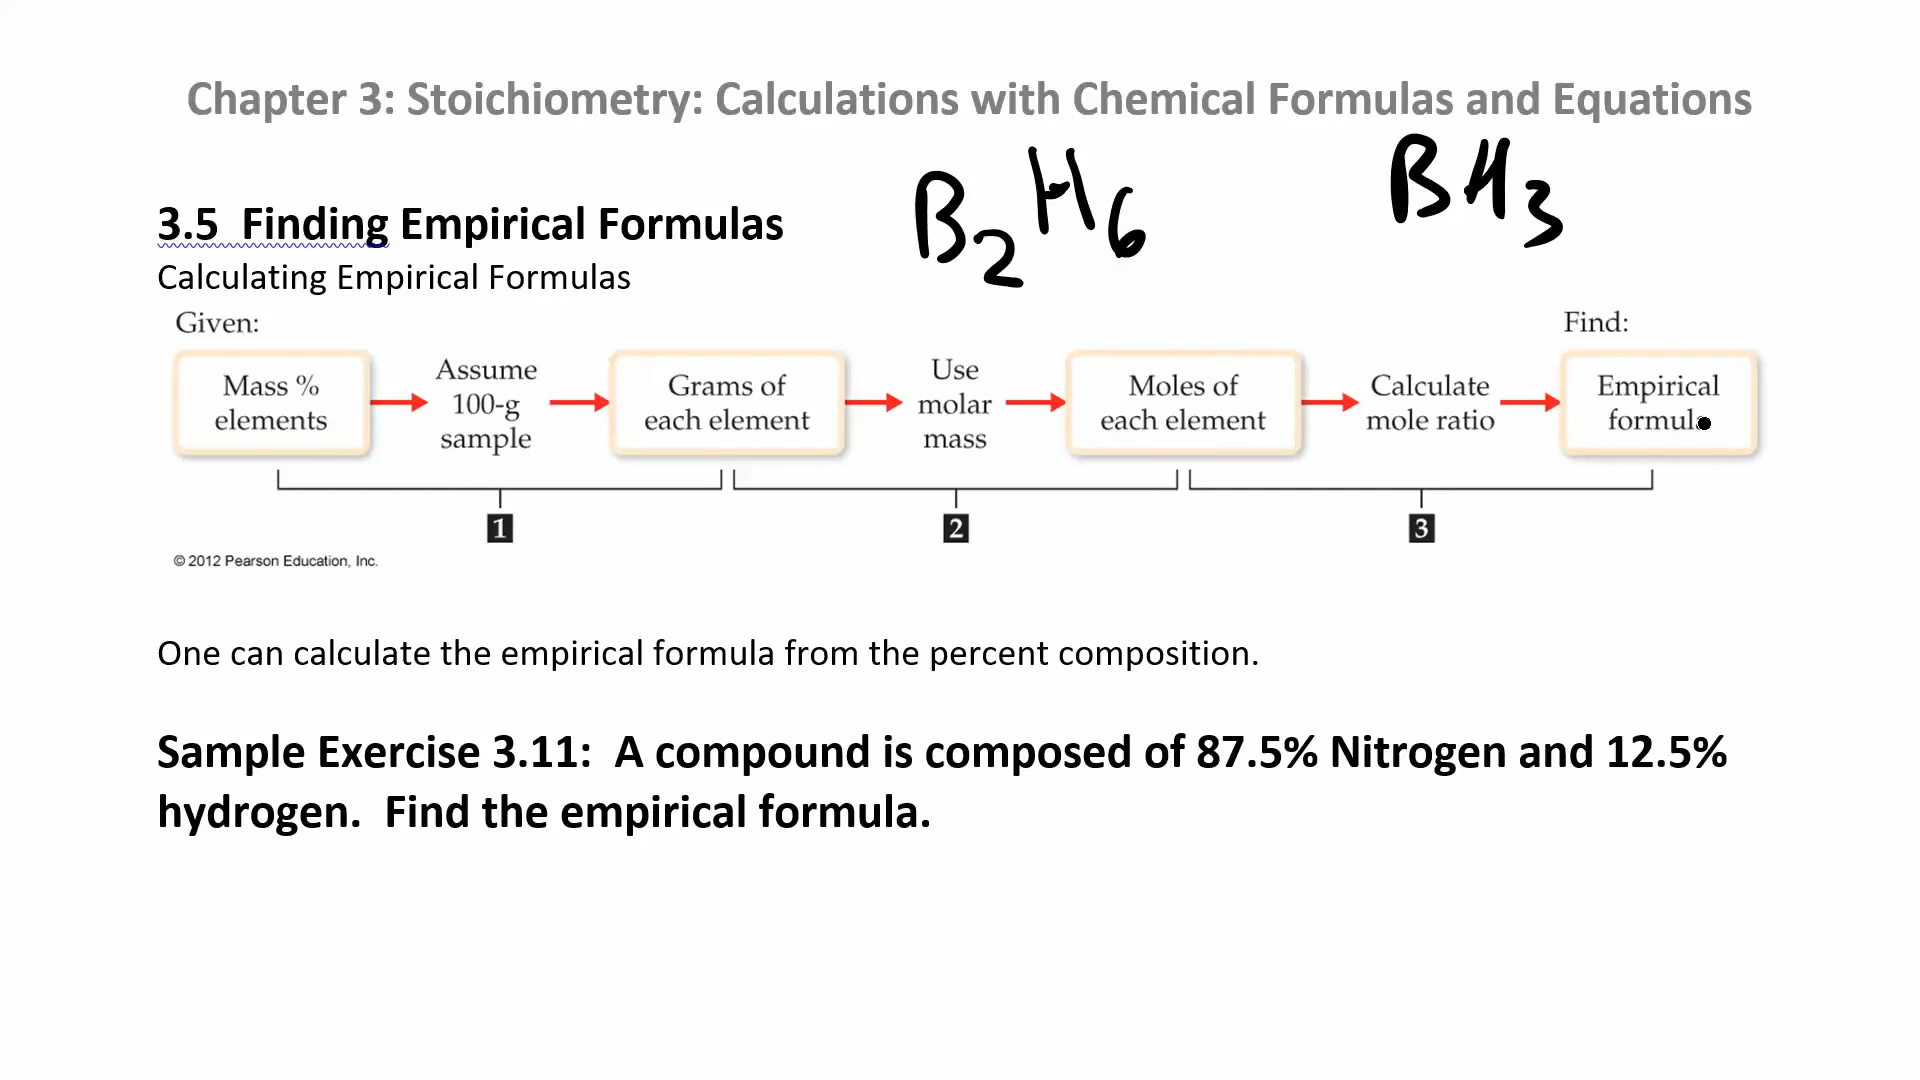 Chapter 3: Stoichiometry: Calculations with Chemical Formulas and Equations
B2H6
BH3
3.5 Finding Empirical Formulas
Calculating Empirical Formulas
Given:
Find:
Mass %
elements
Assume
100-g
sample
Grams of
each element
Use
molar
mass
Moles of
each element
Calculate
mole ratio
Empirical
formula
1
2
3
© 2012 Pearson Education, Inc.
One can calculate the empirical formula from the percent composition.
Sample Exercise 3.11: A compound is composed of 87.5% Nitrogen and 12.5%
hydrogen. Find the empirical formula.